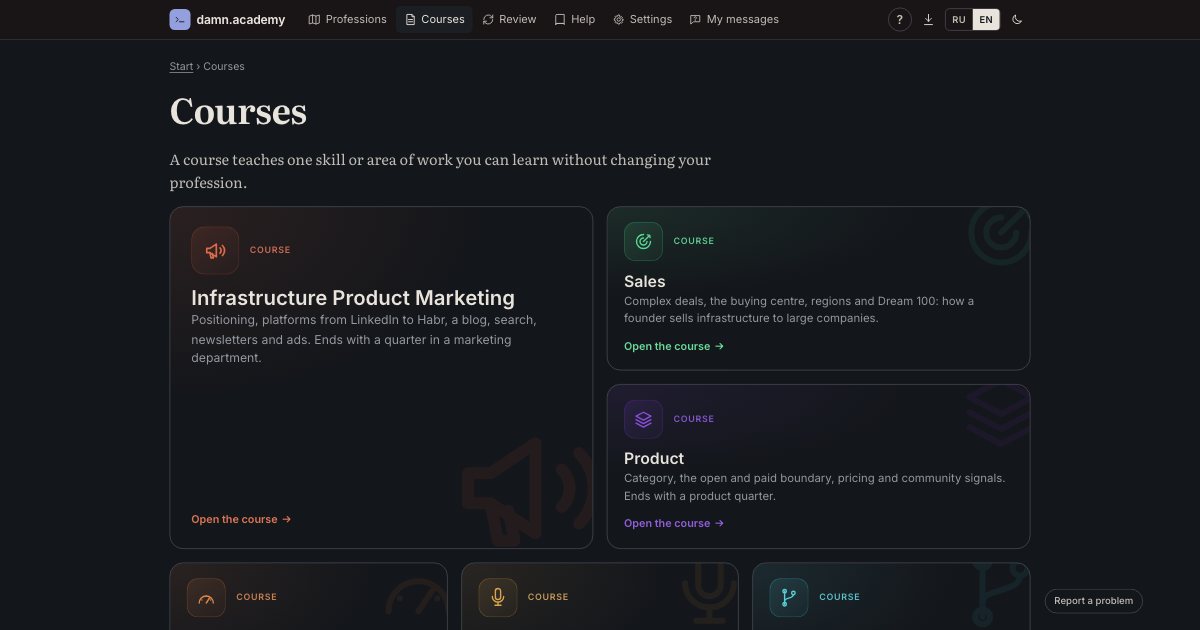 damn.academy
Professions
Courses
Review
Help
Settings
My messages
?
RU
EN
Start › Courses
Courses
A course teaches one skill or area of work you can learn without changing your
profession.
COURSE
Infrastructure Product Marketing
Positioning, platforms from LinkedIn to Habr, a blog, search,
newsletters and ads. Ends with a quarter in a marketing
department.
Open the course →
COURSE
Sales
Complex deals, the buying centre, regions and Dream 100: how a
founder sells infrastructure to large companies.
Open the course →
COURSE
Product
Category, the open and paid boundary, pricing and community signals.
Ends with a product quarter.
Open the course →
COURSE
COURSE
COURSE
Report a problem